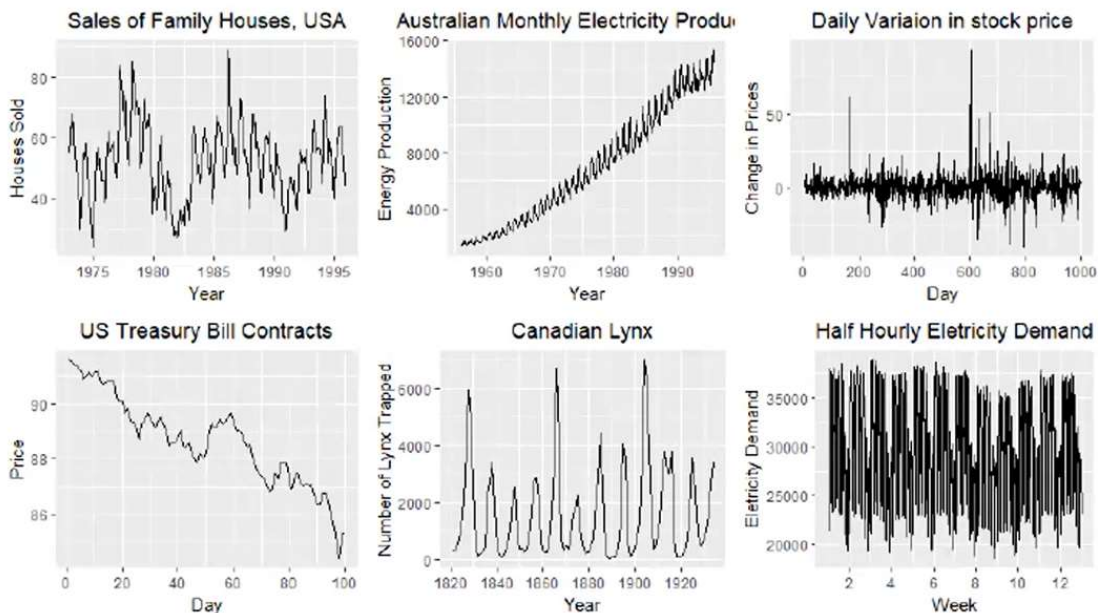 Sales of Family Houses, USA
Houses Sold
80
60
40
1975 1980 1985 1990 1995
Year
Australian Monthly Electricity Produ
Energy Production
16000
12000
8000
4000
1960 1970 1980 1990
Year
Daily Variaion in stock price
Change in Prices
50
0
0 200 400 600 800 1000
Day
US Treasury Bill Contracts
Price
90
88
86
0 20 40 60 80 100
Day
Canadian Lynx
Number of Lynx Trapped
6000
4000
2000
0
1820 1840 1860 1880 1900 1920
Year
Half Hourly Eletricity Demand
Eletricity Demand
35000
30000
25000
20000
2 4 6 8 10 12
Week